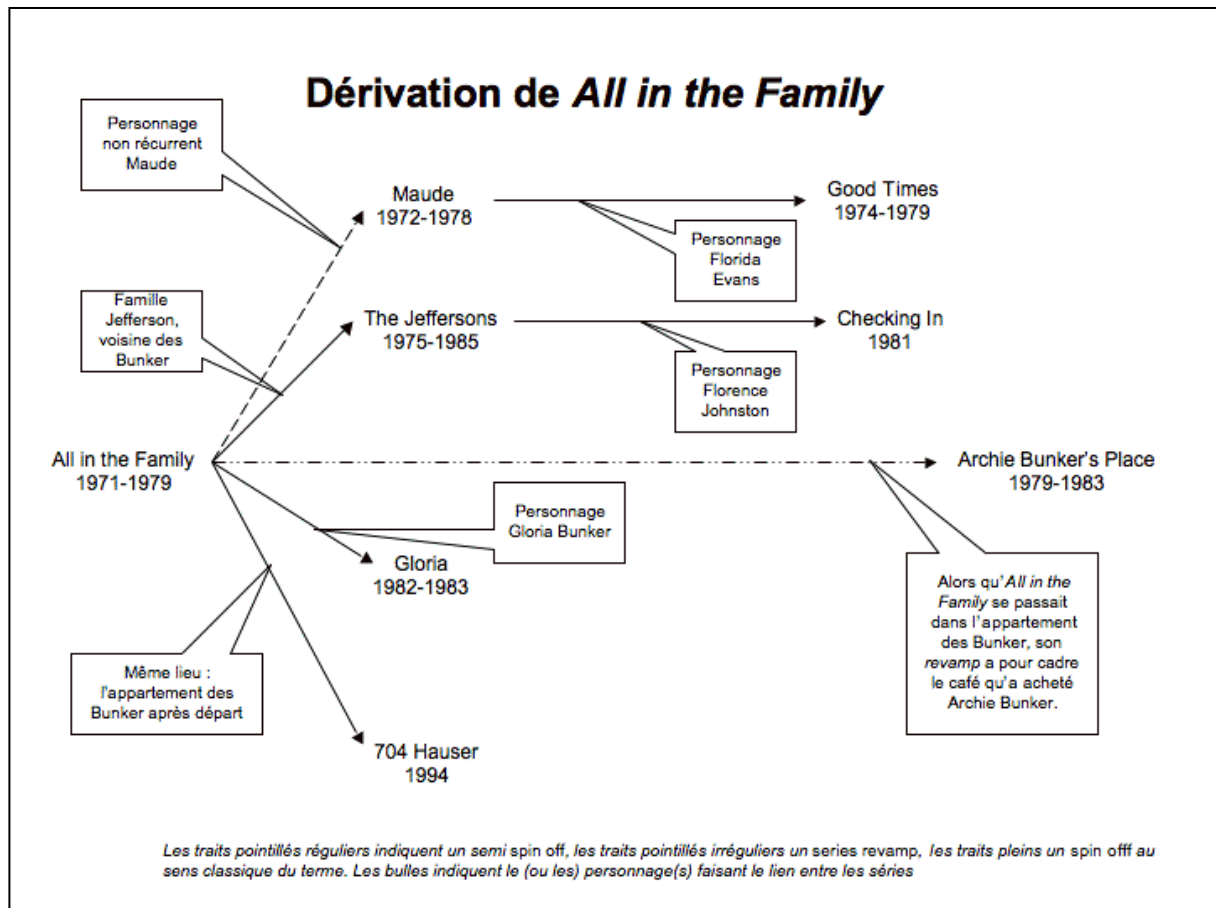 Dérivation de All in the Family
Personnage
non récurrent
Maude
Maude
1972-1978
Good Times
1974-1979
Personnage
Florida
Evans
Famille
Jefferson,
voisine des
Bunker
The Jeffersons
1975-1985
Checking In
1981
Personnage
Florence
Johnston
All in the Family
1971-1979
Archie Bunker's Place
1979-1983
Personnage
Gloria Bunker
Gloria
1982-1983
Alors qu'All in the
Family se passait
dans l'appartement
des Bunker, son
revamp a pour cadre
le café qu'a acheté
Archie Bunker.
Même lieu :
l'appartement des
Bunker après départ
704 Hauser
1994
Les traits pointillés réguliers indiquent un semi spin off, les traits pointillés irréguliers un series revamp, les traits pleins un spin offf au
sens classique du terme. Les bulles indiquent le (ou les) personnage(s) faisant le lien entre les séries